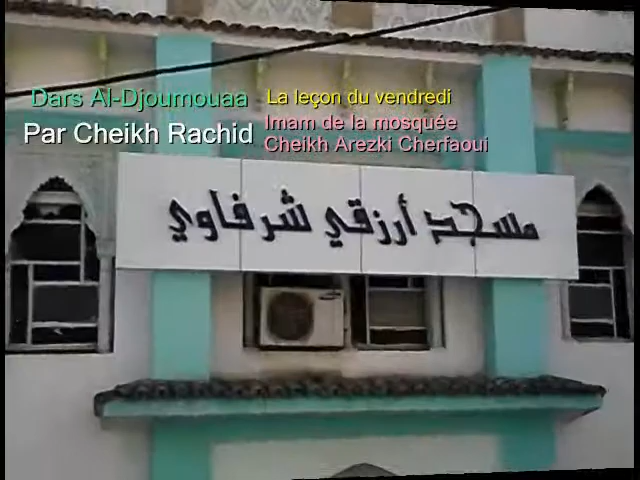 Dars Al-Djoumouaa
La leçon du vendredi
Par Cheikh Rachid
Imam de la mosquée
Cheikh Arezki Cherfaoui
مسجد أرزقي شرفاوي